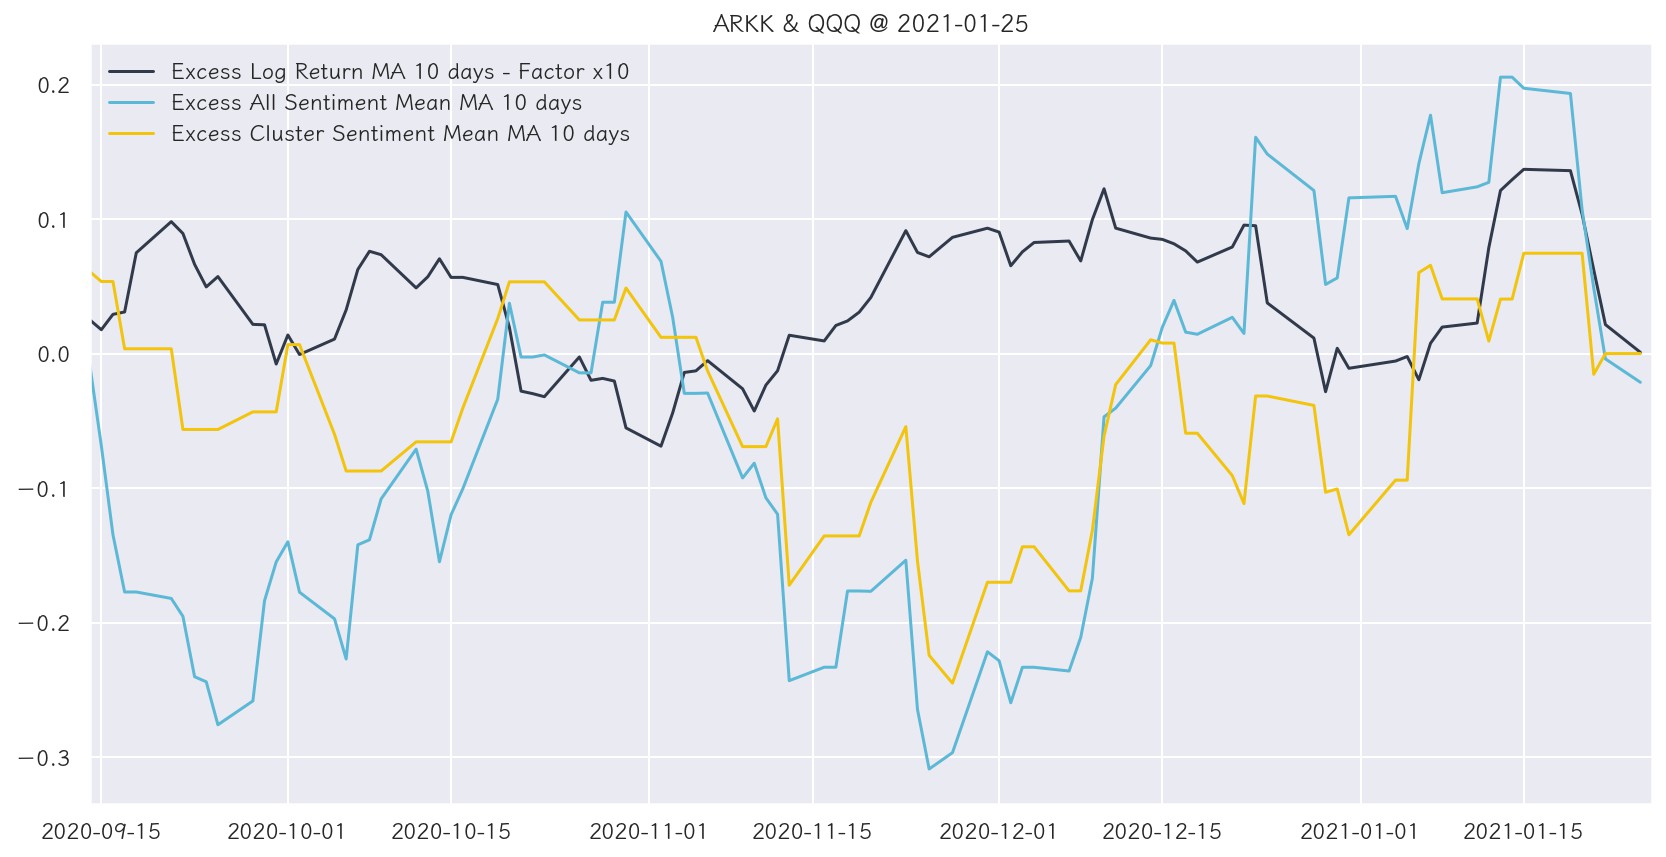 ARKK & QQQ @ 2021-01-25
Excess Log Return MA 10 days - Factor x10
Excess All Sentiment Mean MA 10 days
Excess Cluster Sentiment Mean MA 10 days
0.2
0.1
0.0
−0.1
−0.2
−0.3
2020-09-15 2020-10-01 2020-10-15 2020-11-01 2020-11-15 2020-12-01 2020-12-15 2021-01-01 2021-01-15